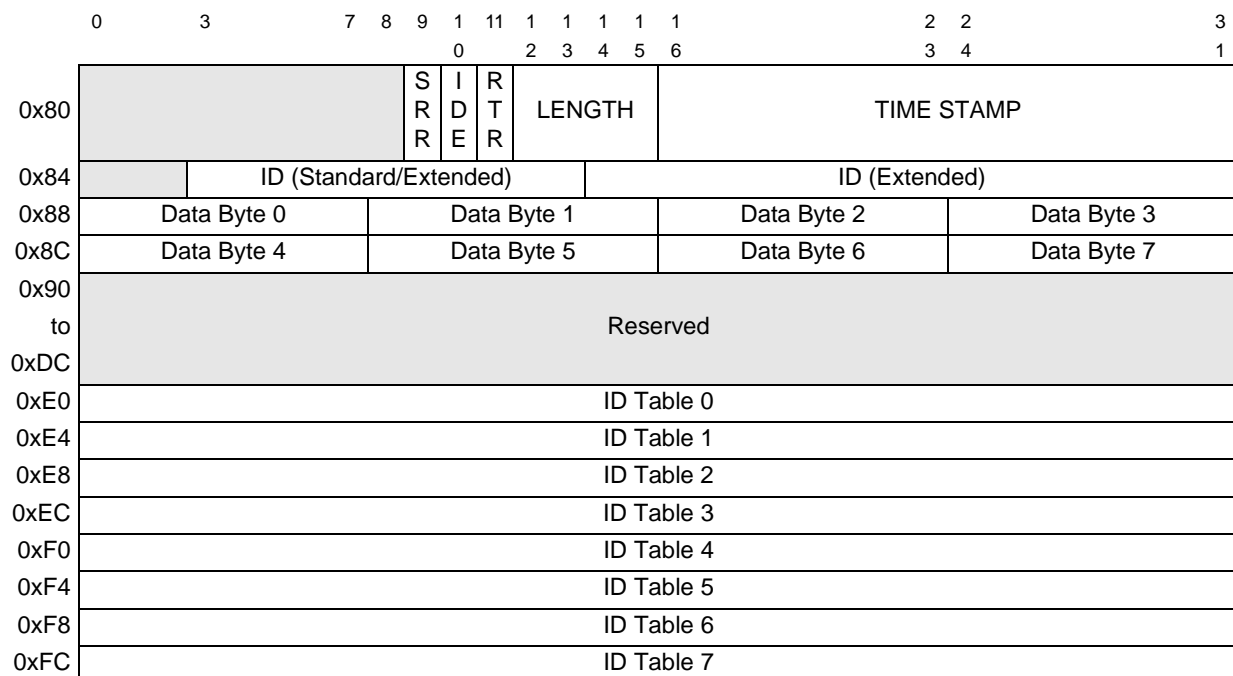 0 3 7 8 9 1 11 1 1 1 1 1 2 2 3
0 2 3 4 5 6 3 4 1
S I R
0x80 R D T LENGTH TIME STAMP
R E R
0x84 ID (Standard/Extended) ID (Extended)
0x88 Data Byte 0 Data Byte 1 Data Byte 2 Data Byte 3
0x8C Data Byte 4 Data Byte 5 Data Byte 6 Data Byte 7
0x90
to Reserved
0xDC
0xE0 ID Table 0
0xE4 ID Table 1
0xE8 ID Table 2
0xEC ID Table 3
0xF0 ID Table 4
0xF4 ID Table 5
0xF8 ID Table 6
0xFC ID Table 7